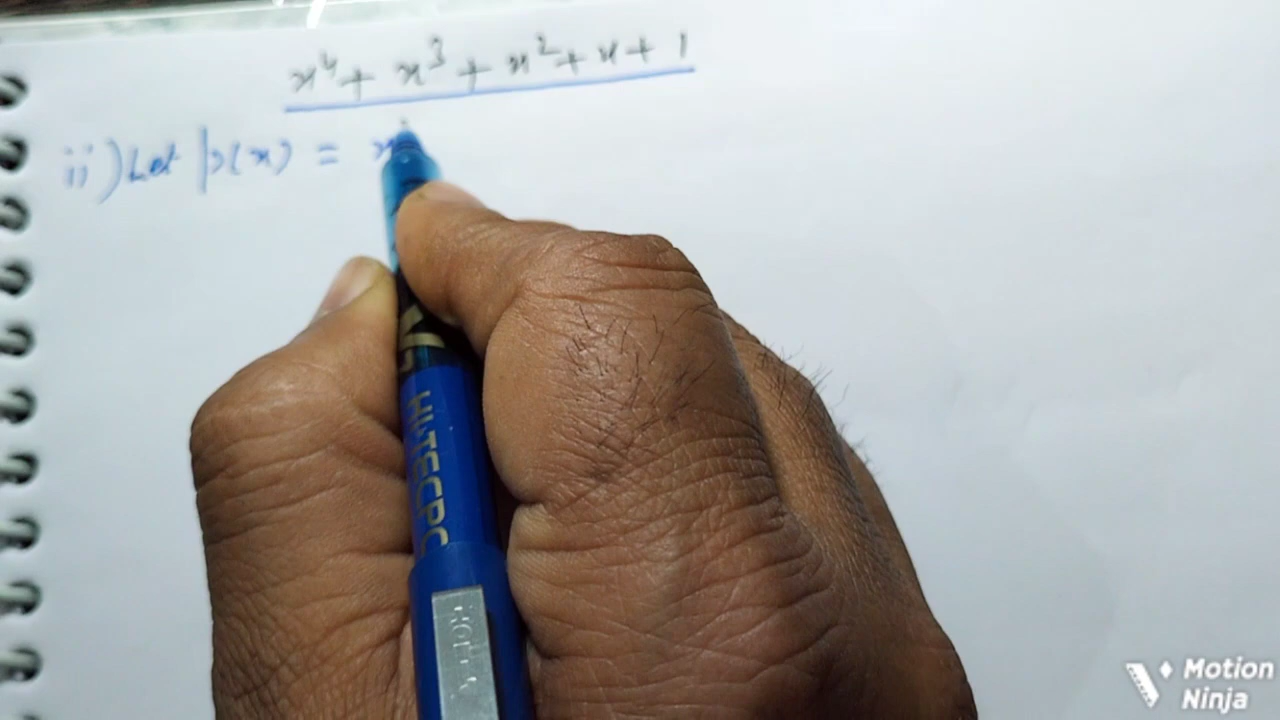 x⁴ + x³ + x² + x + 1
ii) Let p(x) = x
HI-TECPC
Motion
Ninja